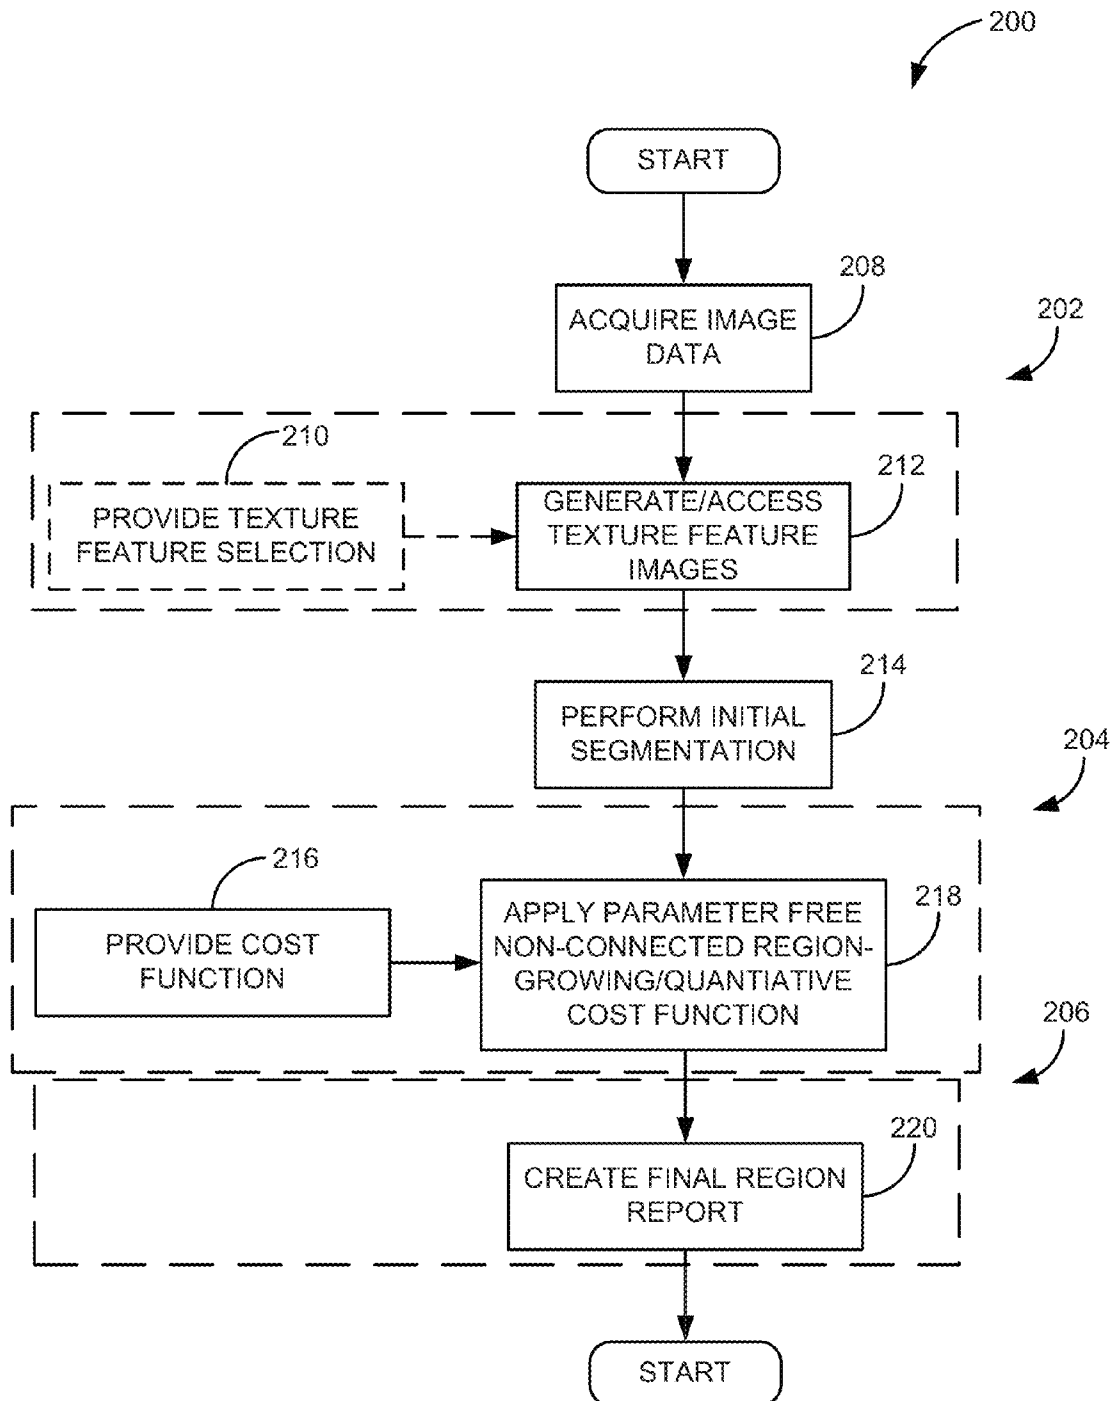 200
START
208
ACQUIRE IMAGE
DATA
202
210
PROVIDE TEXTURE
FEATURE SELECTION
212
GENERATE/ACCESS
TEXTURE FEATURE
IMAGES
214
PERFORM INITIAL
SEGMENTATION
204
216
PROVIDE COST
FUNCTION
218
APPLY PARAMETER FREE
NON-CONNECTED REGION-
GROWING/QUANTIATIVE
COST FUNCTION
206
220
CREATE FINAL REGION
REPORT
START